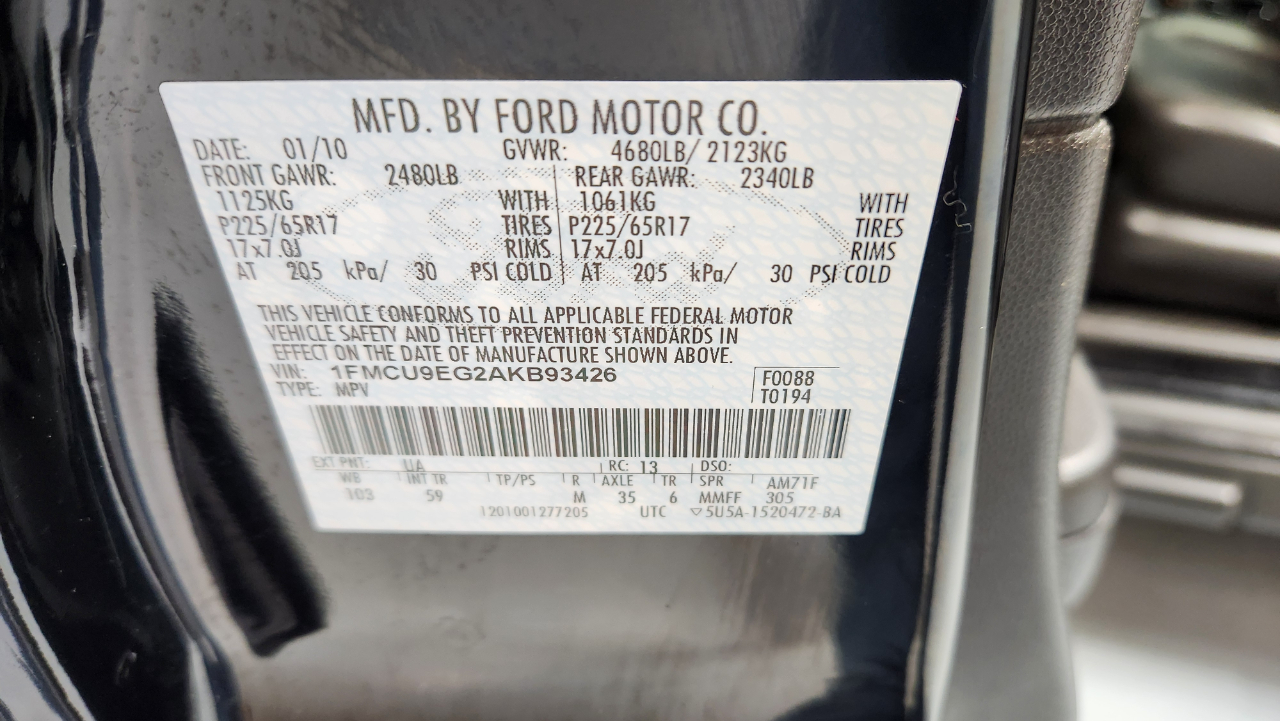 MFD. BY FORD MOTOR CO.
DATE: 01/10 GVWR: 4680LB/ 2123KG
FRONT GAWR: 2480LB REAR GAWR: 2340LB
1125KG WITH 1061KG WITH
P225/65R17 TIRES P225/65R17 TIRES
17x7.0J RIMS 17x7.0J RIMS
AT 205 kPa/ 30 PSI COLD AT 205 kPa/ 30 PSI COLD
THIS VEHICLE CONFORMS TO ALL APPLICABLE FEDERAL MOTOR
VEHICLE SAFETY AND THEFT PREVENTION STANDARDS IN
EFFECT ON THE DATE OF MANUFACTURE SHOWN ABOVE.
VIN: 1FMCU9EG2AKB93426 F0088
TYPE: MPV T0194
EXT PNT: UA RC: 13 DSO:
WB INT TR TP/PS R AXLE TR SPR AM71F
103 59 M 35 6 MMFF 305
1201001277205 UTC ▽5U5A-1520472-BA